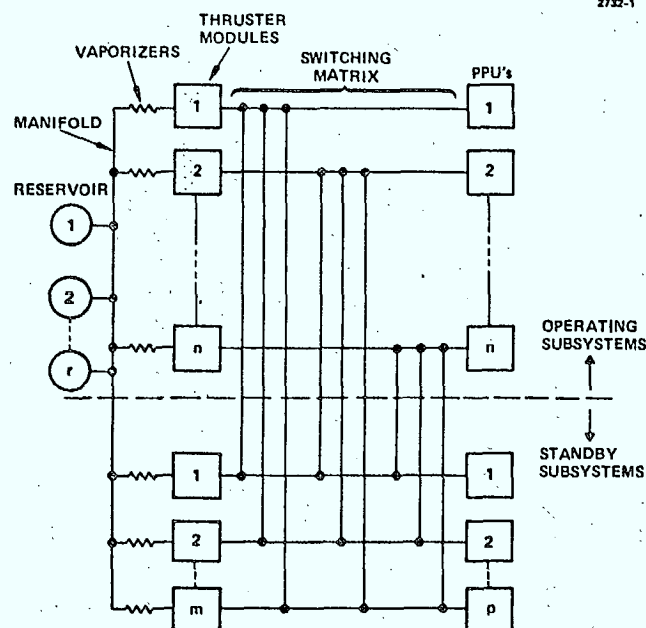 2732-1
THRUSTER
MODULES
VAPORIZERS
SWITCHING
MATRIX
PPU's
MANIFOLD
1
1
2
2
RESERVOIR
1
2
r
n
n
OPERATING
SUBSYSTEMS
STANDBY
SUBSYSTEMS
1
1
2
2
m
p